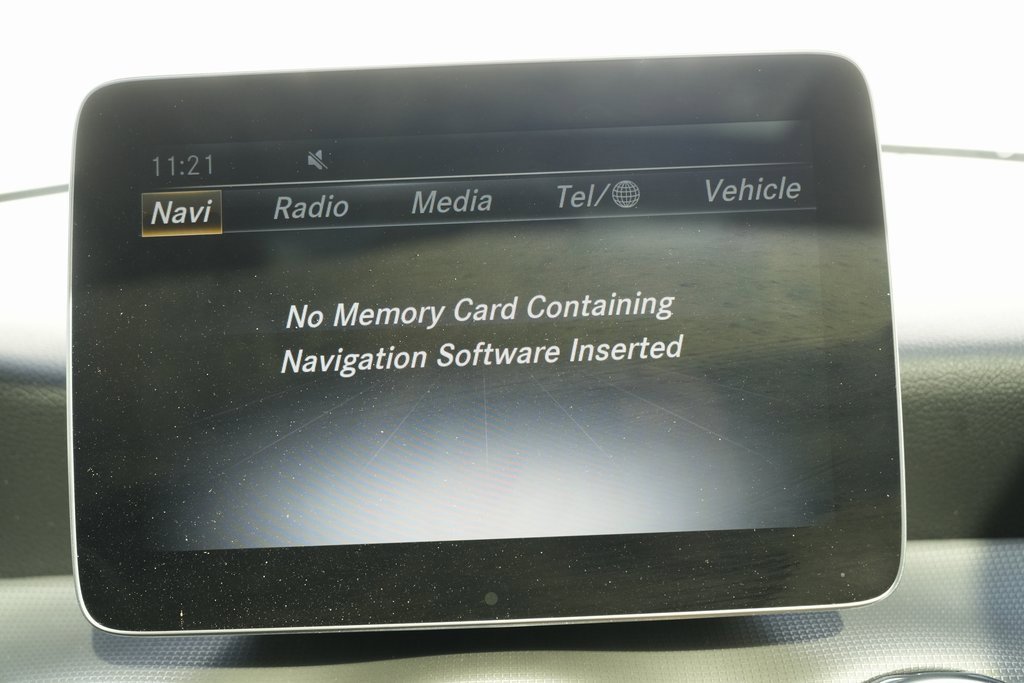 11:21
Navi Radio Media Tel/ Vehicle
No Memory Card Containing
Navigation Software Inserted